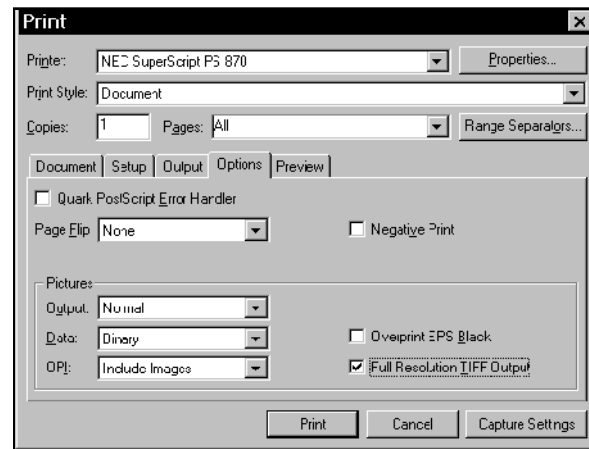 Print
Printer: NEC SuperScript PS 870 Properties...
Print Style: Document
Copies: 1 Pages: All Range Separators...
Document Setup Output Options Preview
Quark PostScript Error Handler
Page Flip None Negative Print
Pictures
Output: Normal
Data: Binary Overprint EPS Black
OPI: Include Images Full Resolution TIFF Output
Print Cancel Capture Settings